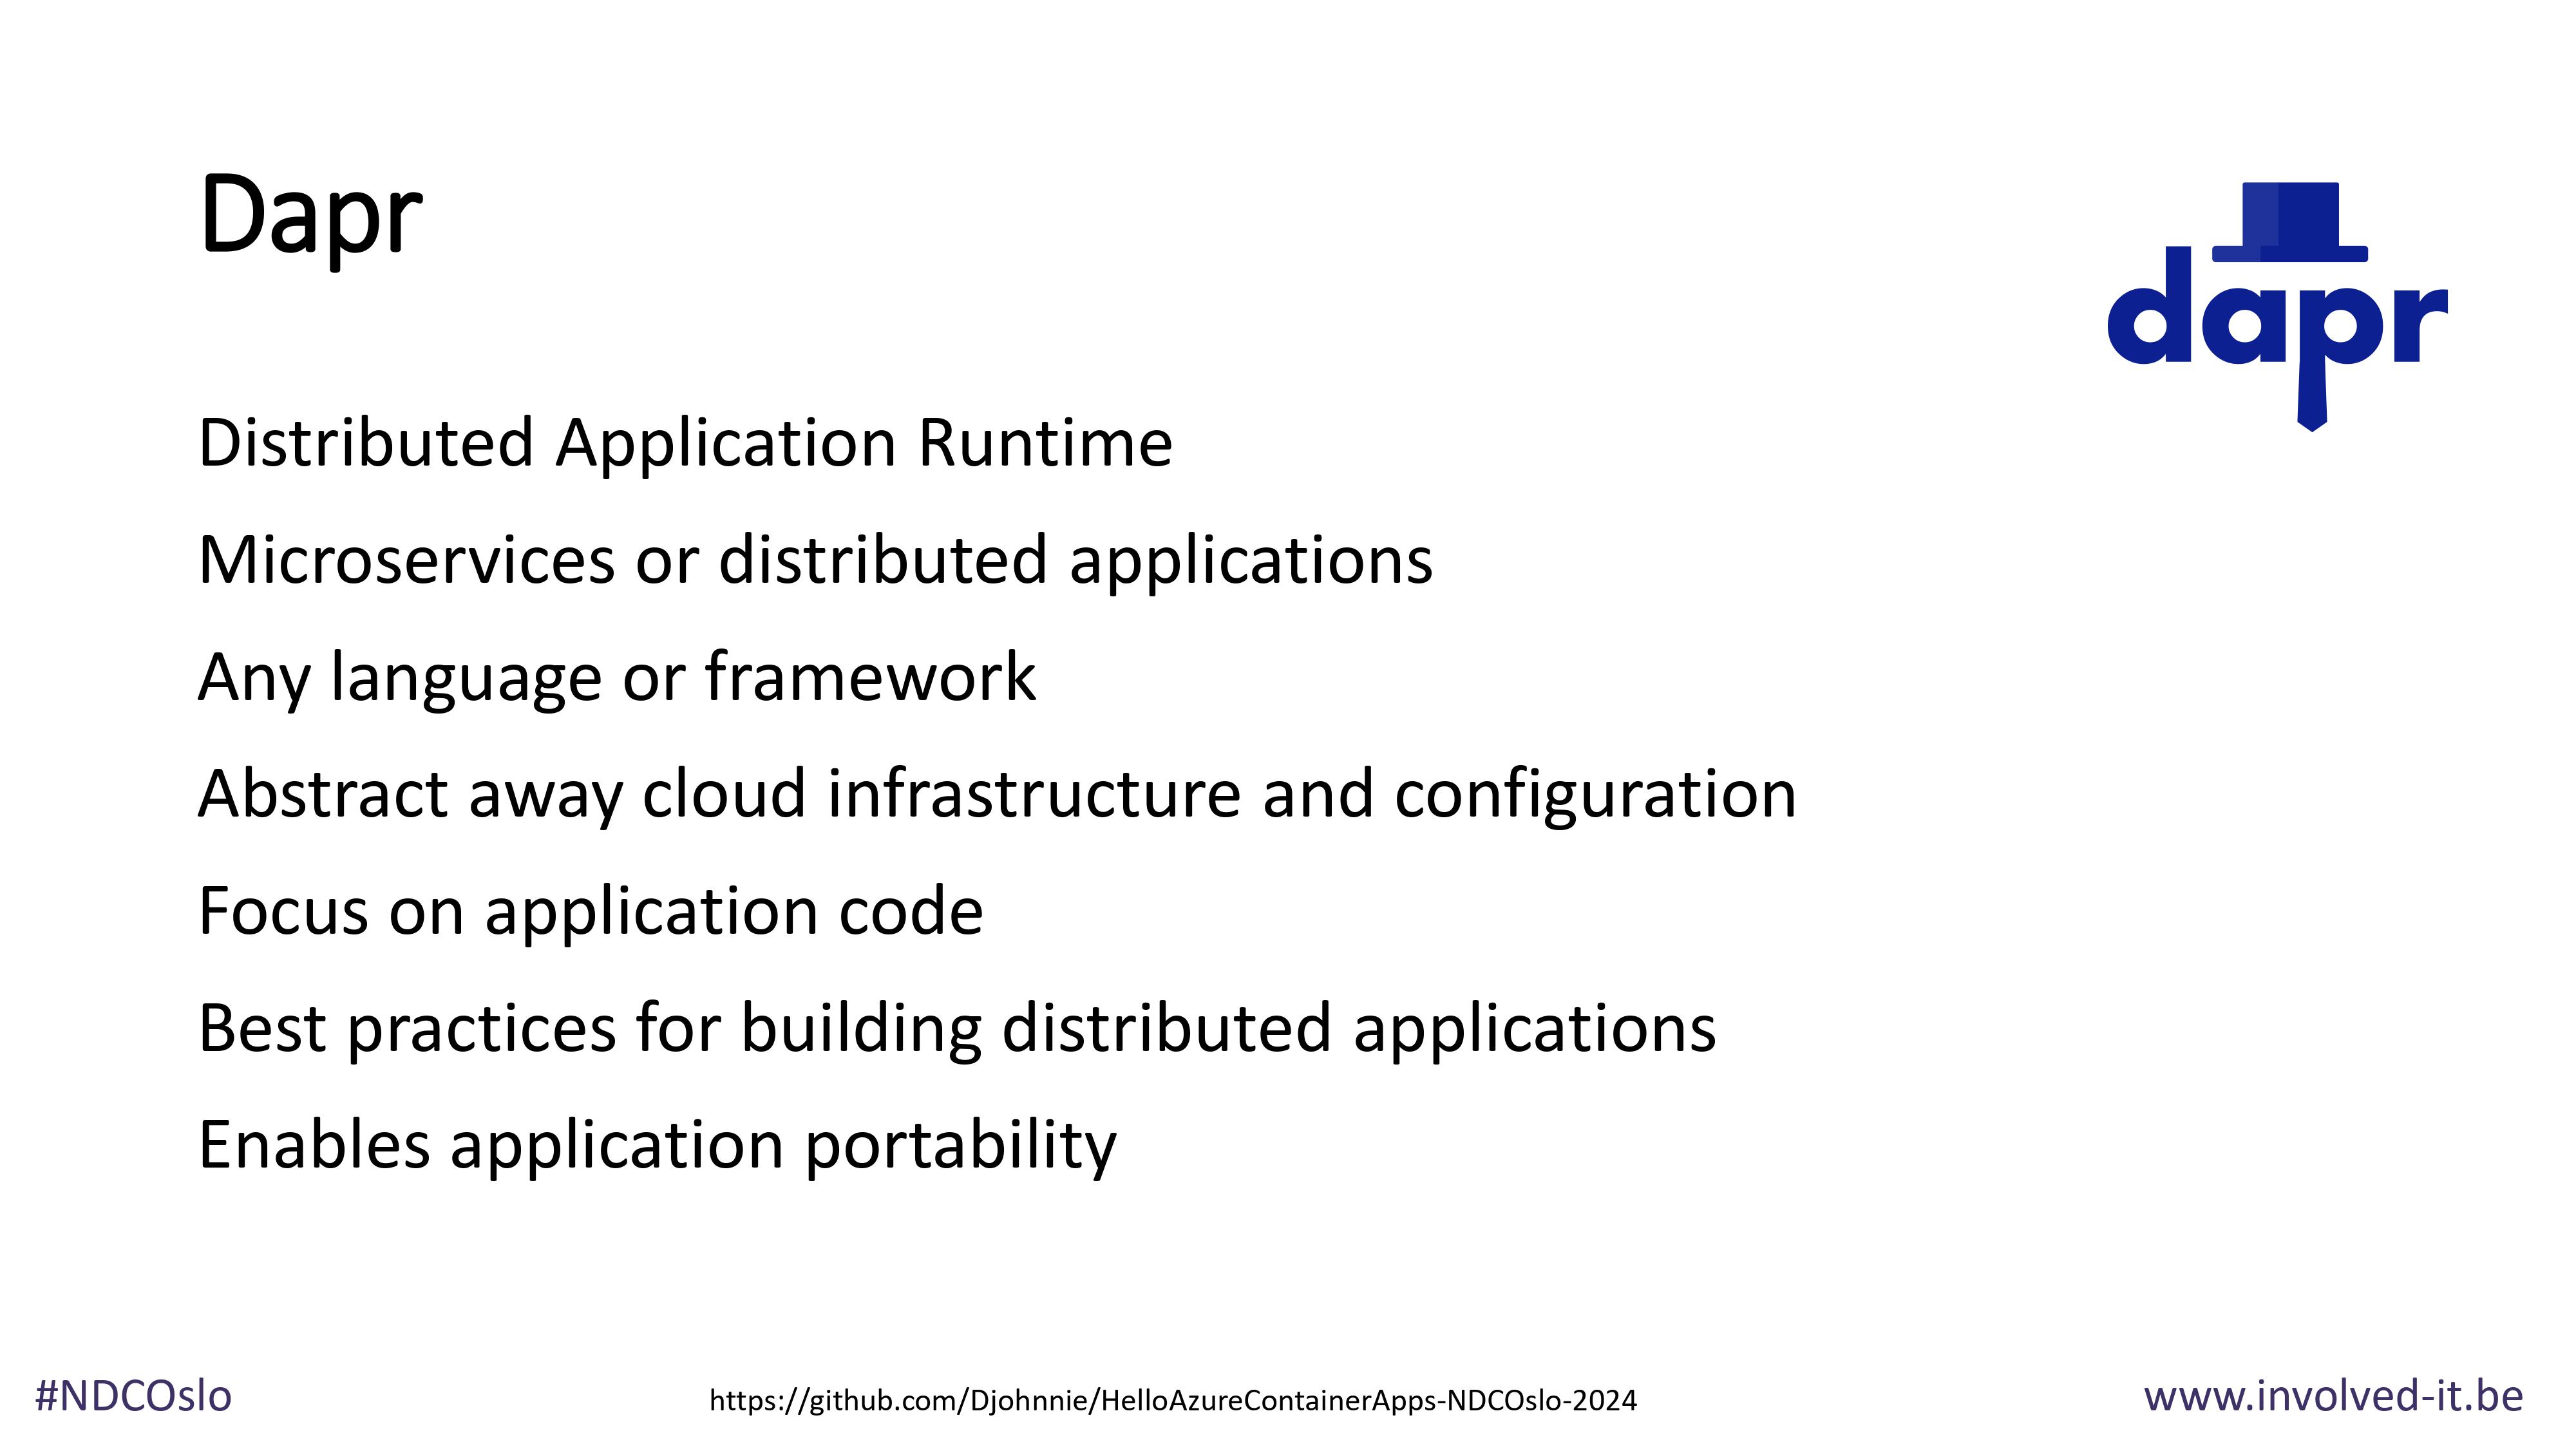 Dapr
dapr
Distributed Application Runtime
Microservices or distributed applications
Any language or framework
Abstract away cloud infrastructure and configuration
Focus on application code
Best practices for building distributed applications
Enables application portability
#NDCOslo
https://github.com/Djohnnie/HelloAzureContainerApps-NDCOslo-2024
www.involved-it.be